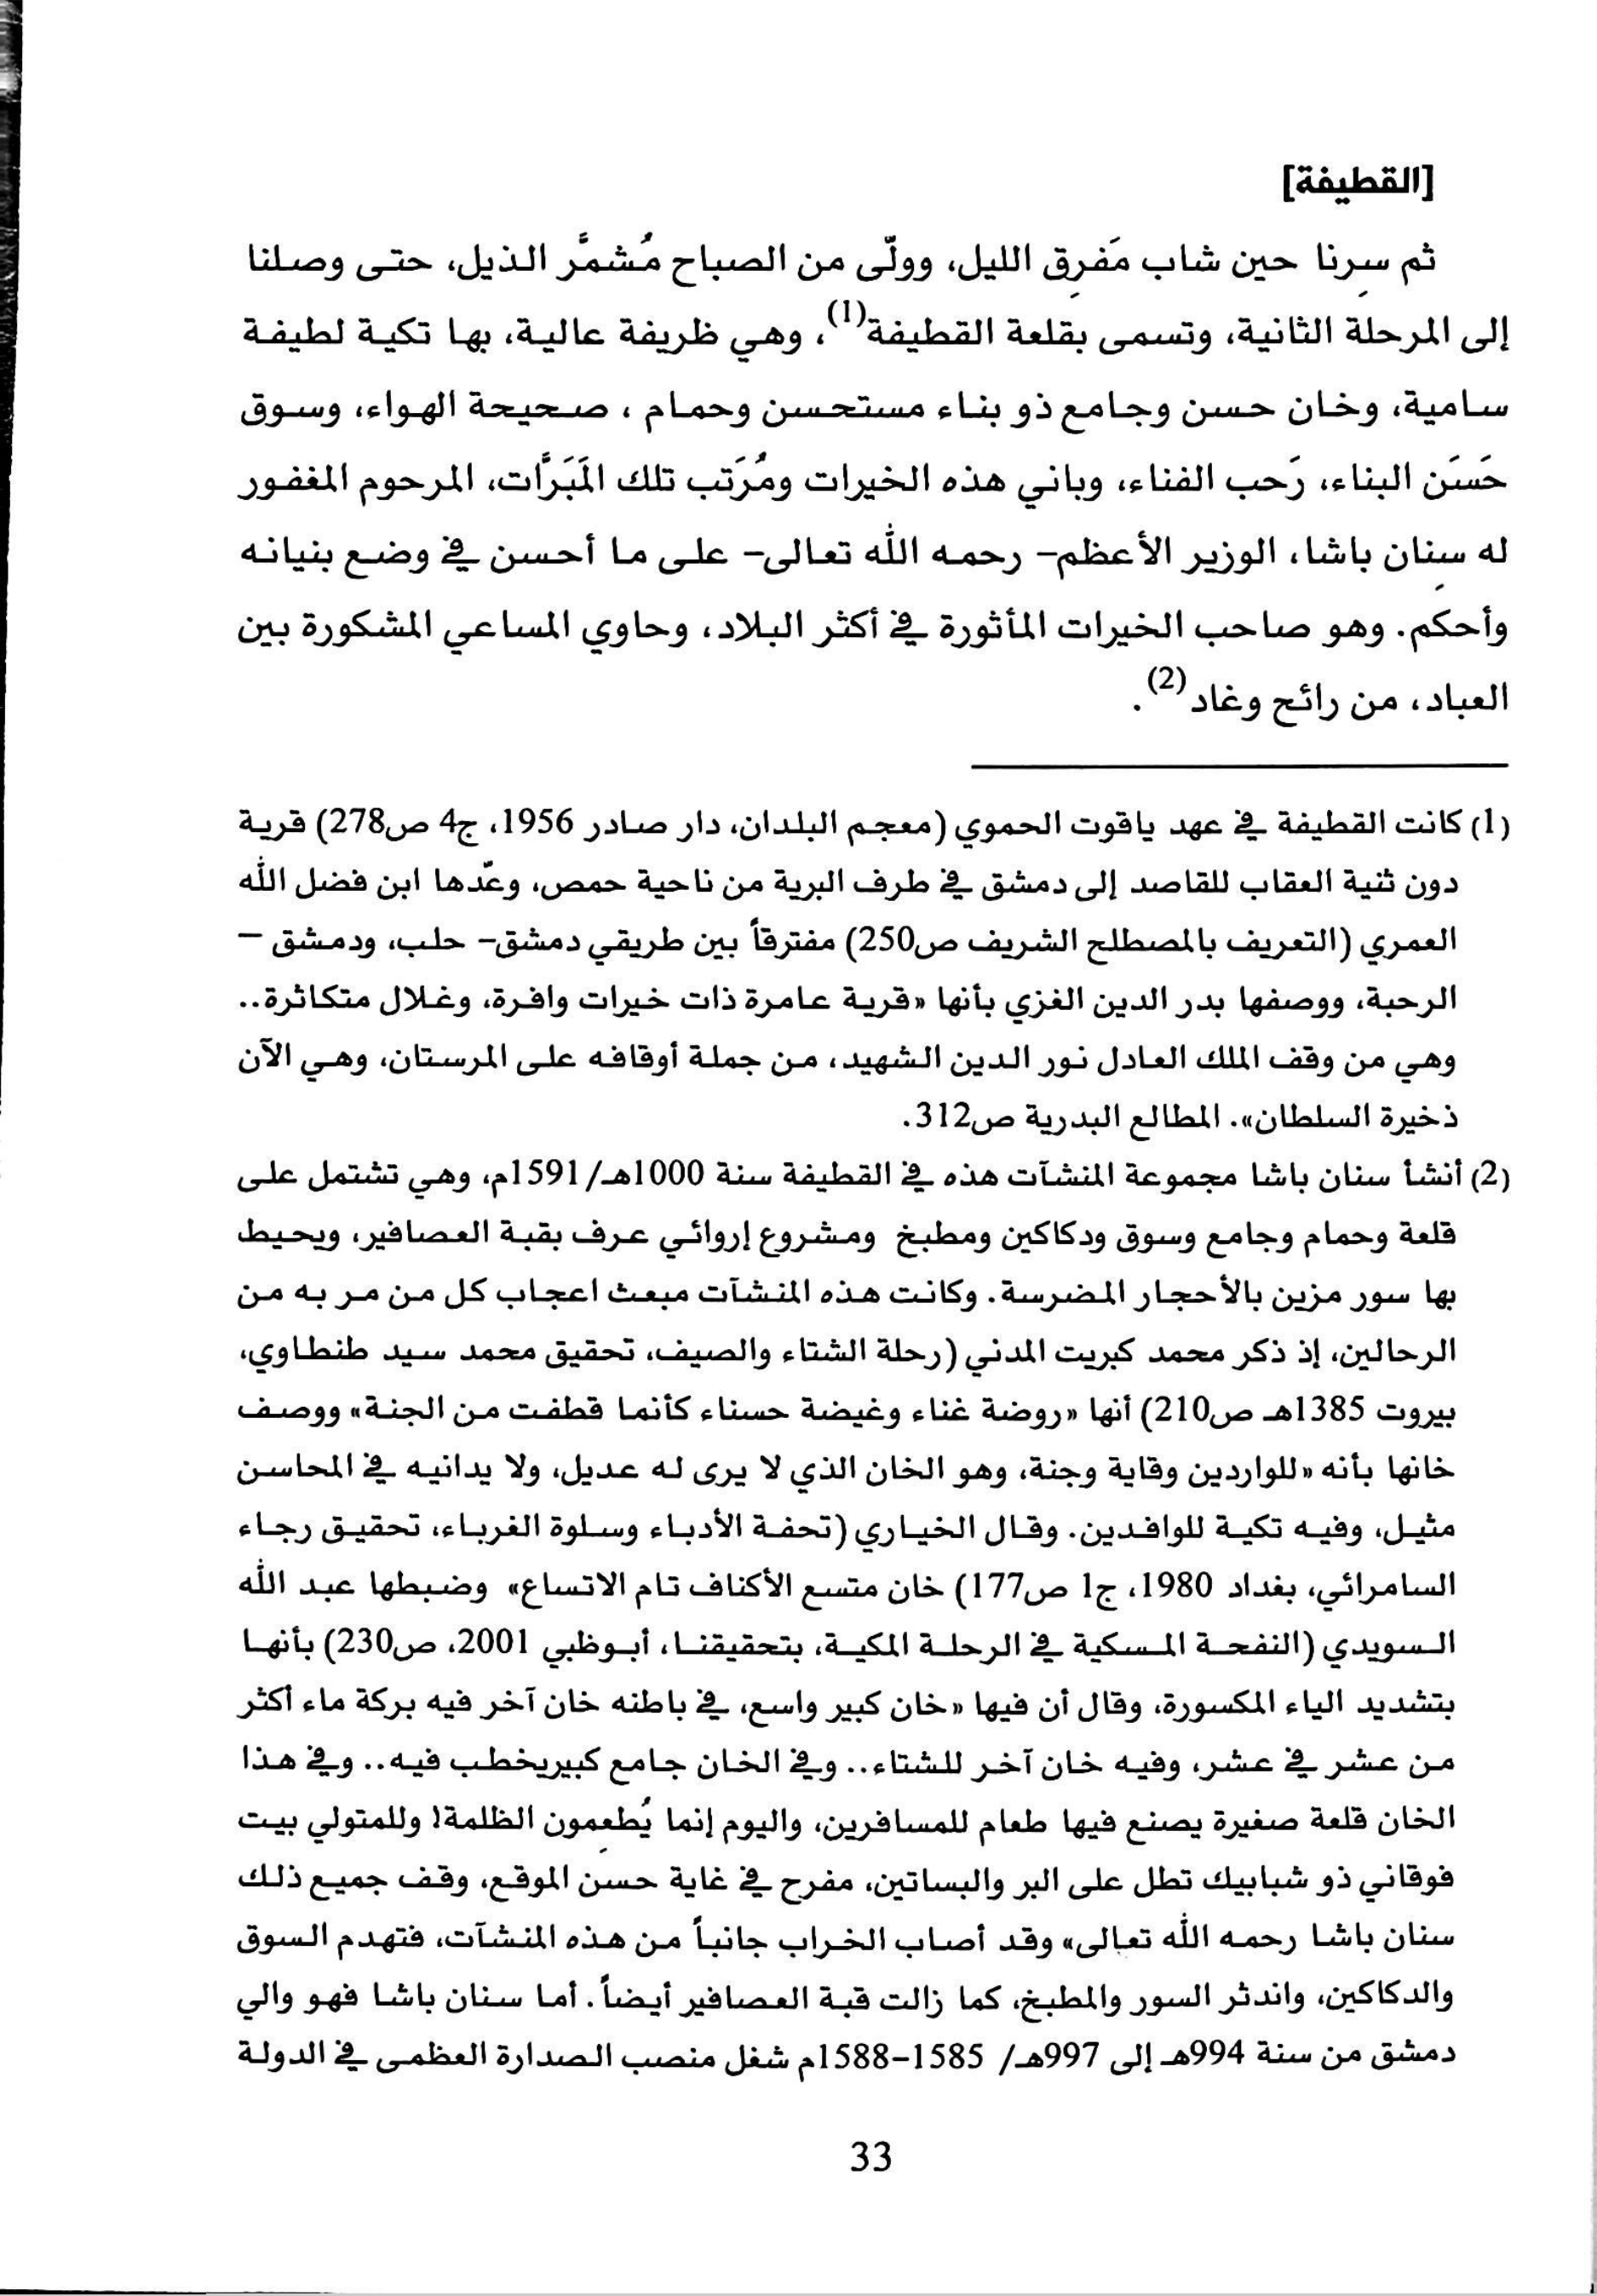 [القطيفة]
ثم سرنا حين شاب مَفرِق الليل، وولّى من الصباح مُشمَّر الذيل، حتى وصلنا
إلى المرحلة الثانية، وتسمى بقلعة القطيفة(1)، وهي ظريفة عالية، بها تكية لطيفة
سامية، وخان حسن وجامع ذو بناء مستحسن وحمام ، صحيحة الهواء، وسوق
حَسَن البناء، رَحب الفناء، وباني هذه الخيرات ومُرَتب تلك المَبَرَّات، المرحوم المغفور
له سِنان باشا، الوزير الأعظم- رحمه الله تعالى- على ما أحسن في وضع بنيانه
وأحكم. وهو صاحب الخيرات المأثورة في أكثر البلاد، وحاوي المساعي المشكورة بين
العباد، من رائح وغاد(2).
(1) كانت القطيفة في عهد ياقوت الحموي (معجم البلدان، دار صادر 1956، ج4 ص278) قرية
دون ثنية العقاب للقاصد إلى دمشق في طرف البرية من ناحية حمص، وعّدها ابن فضل الله
العمري (التعريف بالمصطلح الشريف ص250) مفترقاً بين طريقي دمشق- حلب، ودمشق –
الرحبة، ووصفها بدر الدين الغزي بأنها «قرية عامرة ذات خيرات وافرة، وغلال متكاثرة..
وهي من وقف الملك العادل نور الدين الشهيد، من جملة أوقافه على المرستان، وهي الآن
ذخيرة السلطان». المطالع البدرية ص312.
(2) أنشأ سنان باشا مجموعة المنشآت هذه في القطيفة سنة 1000هـ/1591م، وهي تشتمل على
قلعة وحمام وجامع وسوق ودكاكين ومطبخ ومشروع إروائي عرف بقبة العصافير، ويحيط
بها سور مزين بالأحجار المضرسة. وكانت هذه المنشآت مبعث اعجاب كل من مر به من
الرحالين، إذ ذكر محمد كبريت المدني (رحلة الشتاء والصيف، تحقيق محمد سيد طنطاوي،
بيروت 1385هـ ص210) أنها «روضة غناء وغيضة حسناء كأنما قطفت من الجنة» ووصف
خانها بأنه «للواردين وقاية وجنة، وهو الخان الذي لا يرى له عديل، ولا يدانيه في المحاسن
مثيل، وفيه تكية للوافدين. وقال الخياري (تحفة الأدباء وسلوة الغرباء، تحقيق رجاء
السامرائي، بغداد 1980، ج1 ص177) خان متسع الأكناف تام الاتساع» وضبطها عبد الله
السويدي (النفحة المسكية في الرحلة المكية، بتحقيقنا، أبوظبي 2001، ص230) بأنها
بتشديد الياء المكسورة، وقال أن فيها «خان كبير واسع، في باطنه خان آخر فيه بركة ماء أكثر
من عشر في عشر، وفيه خان آخر للشتاء.. وفي الخان جامع كبيريخطب فيه.. وفي هذا
الخان قلعة صغيرة يصنع فيها طعام للمسافرين، واليوم إنما يُطعِمون الظلمة! وللمتولي بيت
فوقاني ذو شبابيك تطل على البر والبساتين، مفرح في غاية حسن الموقع، وقف جميع ذلك
سنان باشا رحمه الله تعالى» وقد أصاب الخراب جانباً من هذه المنشآت، فتهدم السوق
والدكاكين، واندثر السور والمطبخ، كما زالت قبة العصافير أيضاً. أما سنان باشا فهو والي
دمشق من سنة 994هـ إلى 997هـ/ 1585-1588م شغل منصب الصدارة العظمى في الدولة
33